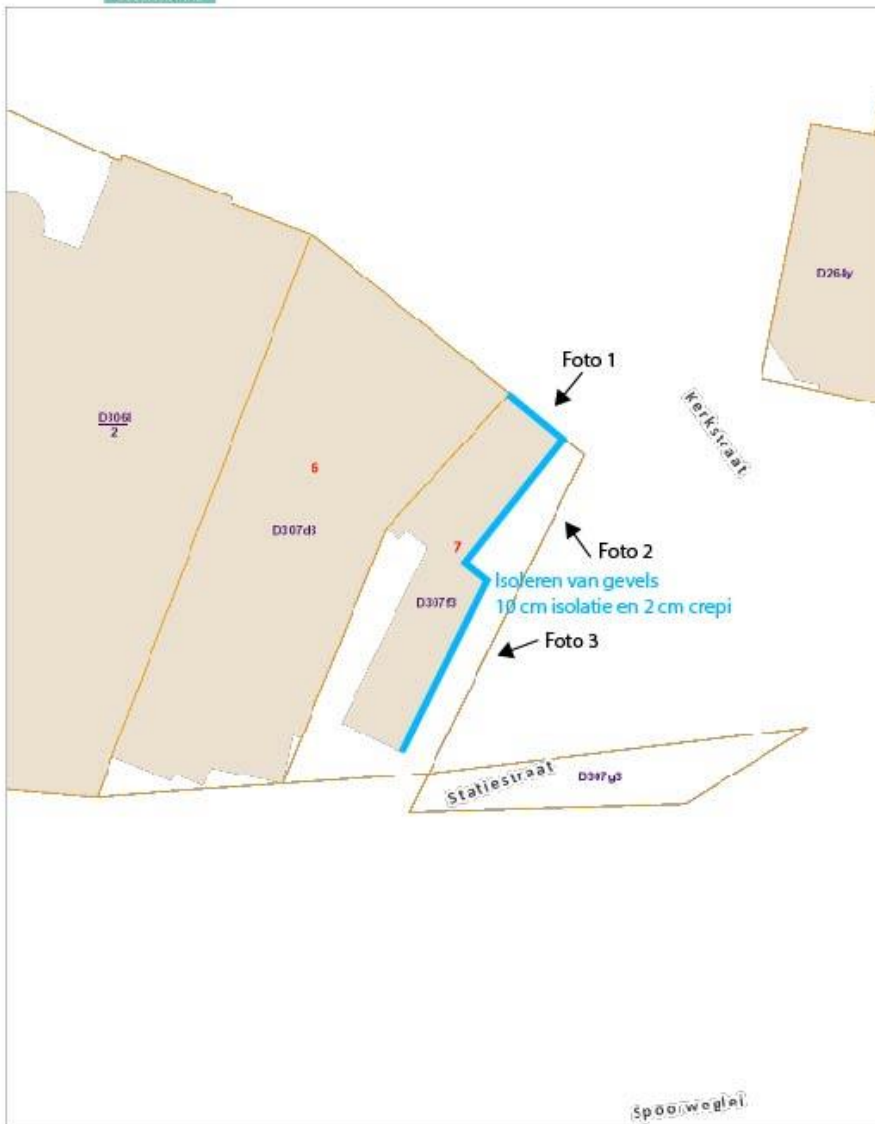 D264y
Foto 1
Kerkstraat
D306l
2
6
D307d3
Foto 2
7
Isoleren van gevels
10 cm isolatie en 2 cm crepi
D307f3
Foto 3
Statiestraat
D307g3
Spoorweglei